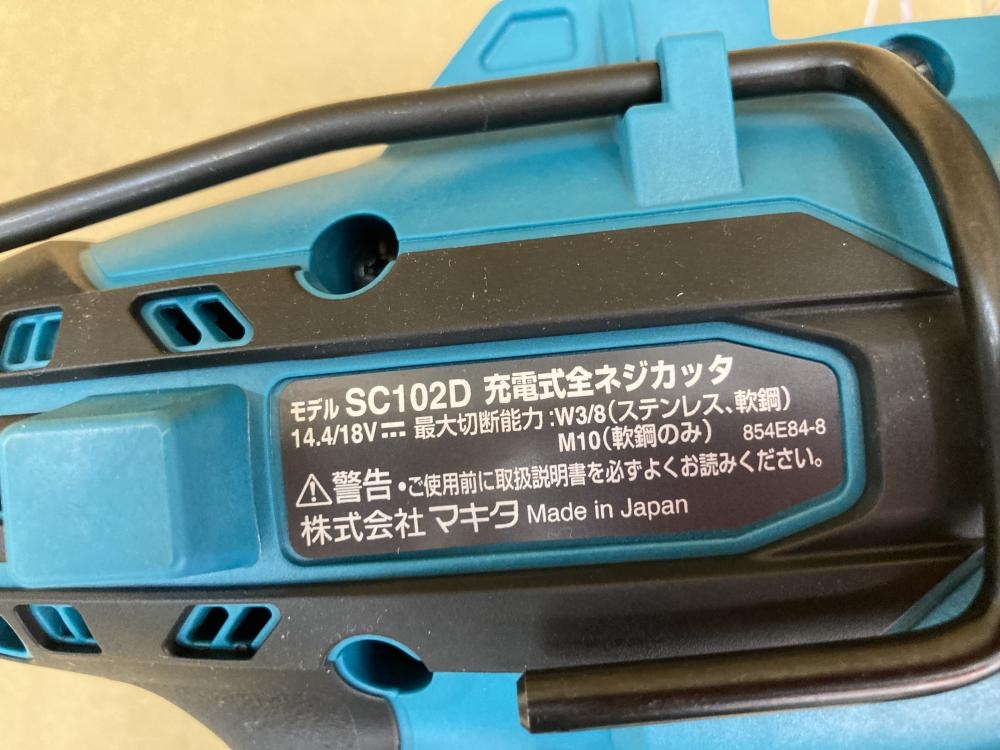 モデル SC102D 充電式全ネジカッタ
14.4/18V⎓ 最大切断能力:W3/8(ステンレス、軟鋼)
M10(軟鋼のみ) 854E84-8
⚠警告・ご使用前に取扱説明書を必ずよくお読みください。
株式会社 マキタ Made in Japan